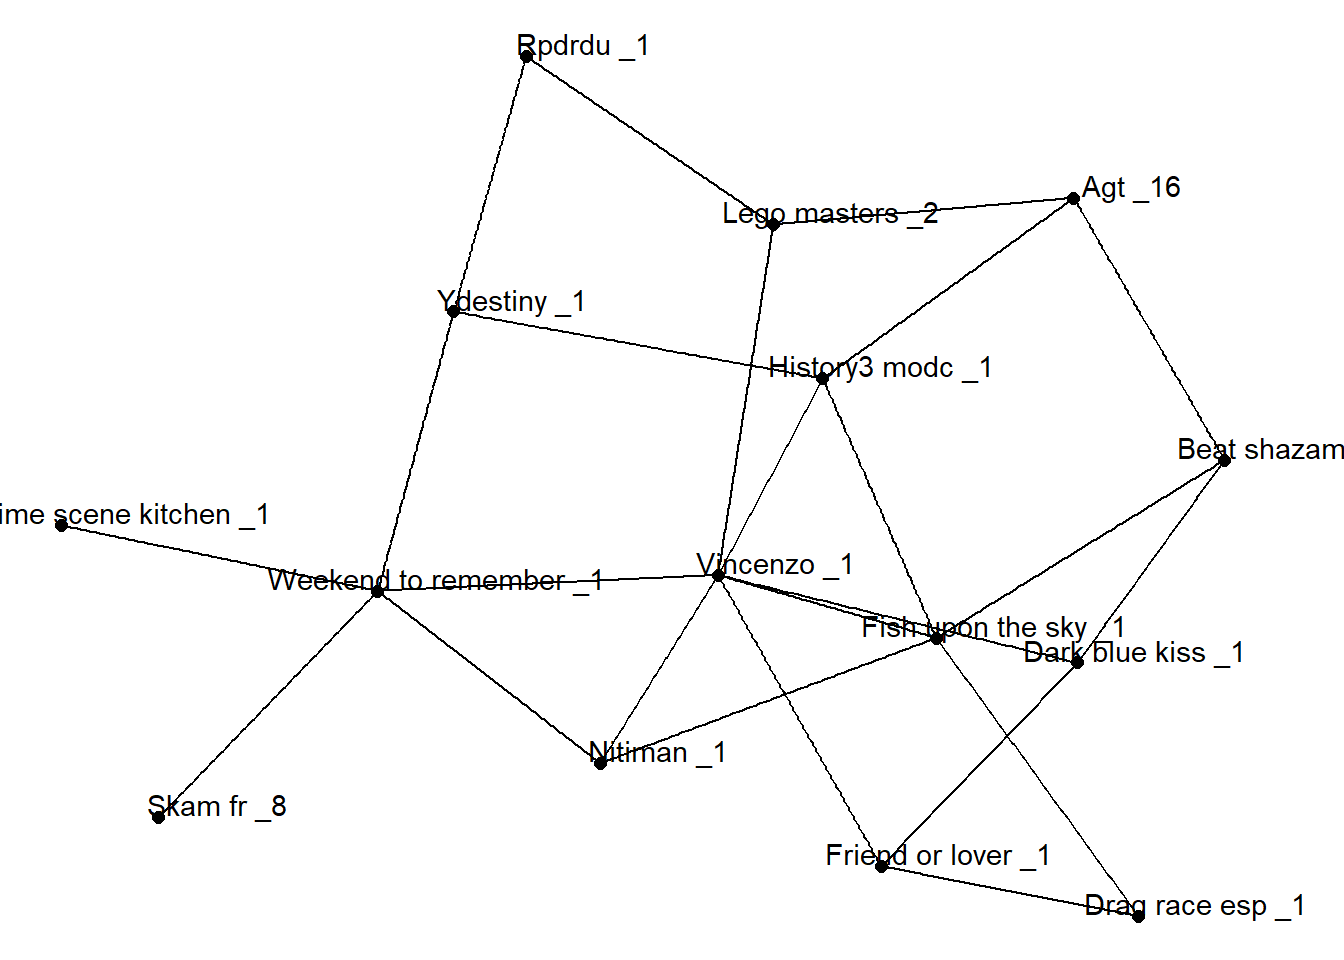 Rpdrdu _1
Agt _16
Lego masters _2
Ydestiny _1
History3 modc _1
Beat shazam
ime scene kitchen _1
Vincenzo _1
Weekend to remember _1
Fish upon the sky _1
Dark blue kiss _1
Nitiman _1
Skam fr _8
Friend or lover _1
Drag race esp _1